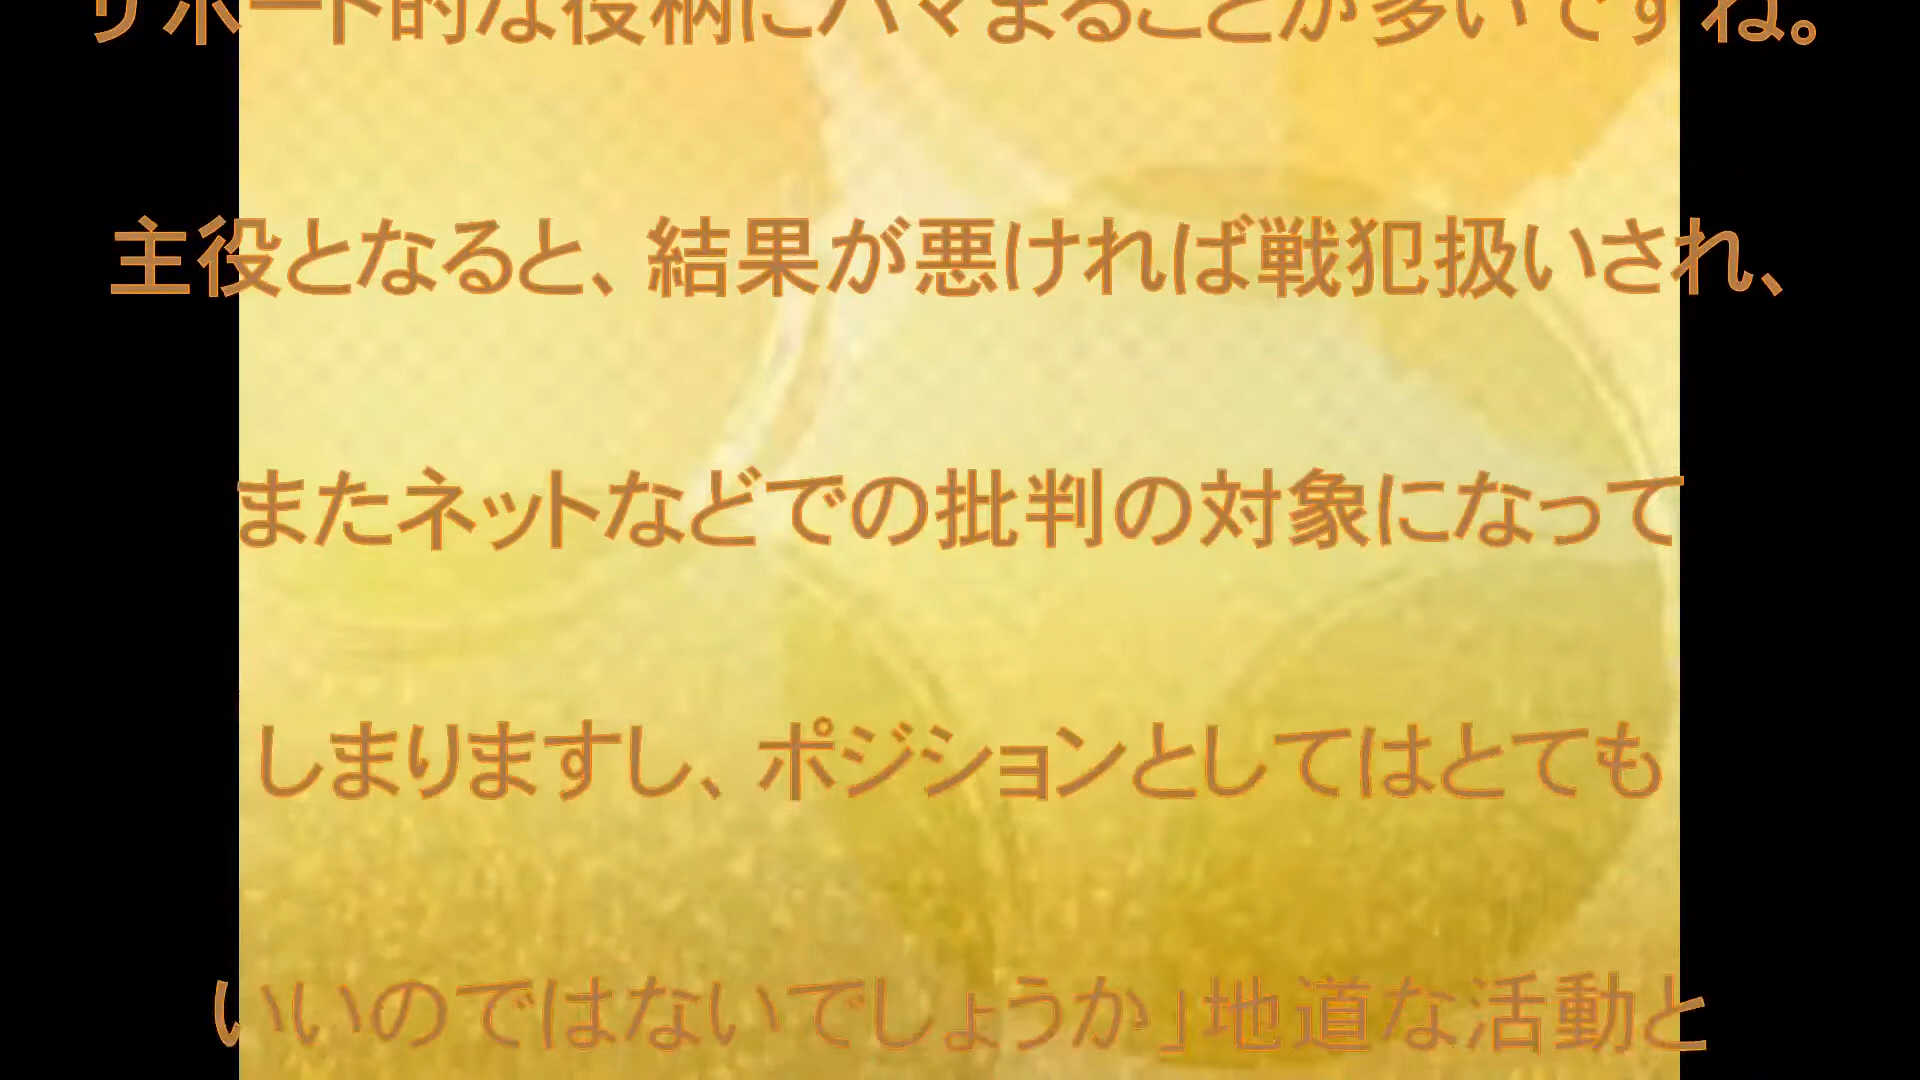 サポート的な役柄にハマることが多いですね。
主役となると、結果が悪ければ戦犯扱いされ、
またネットなどでの批判の対象になって
しまりますし、ポジションとしてはとても
いいのではないでしょうか」地道な活動と